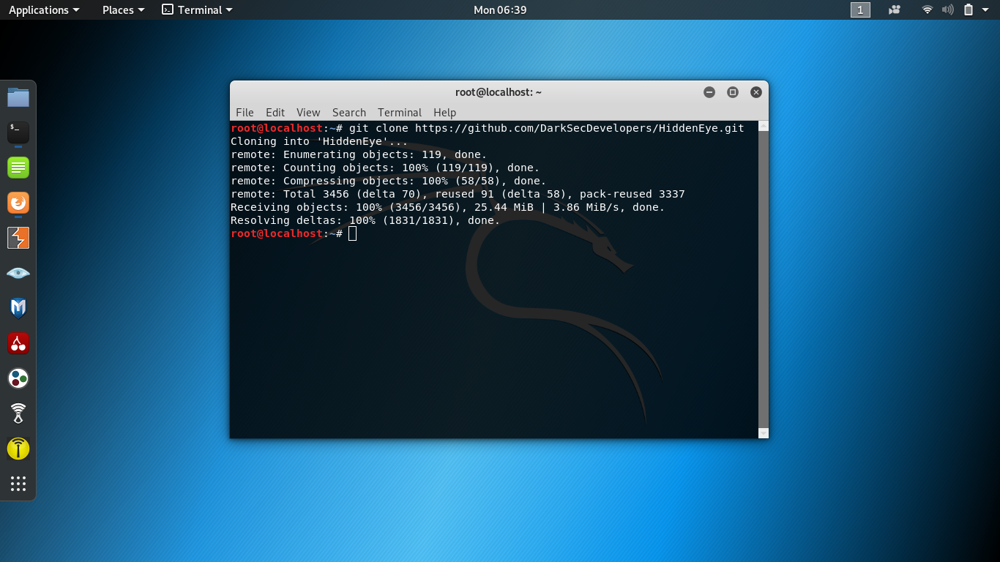 Applications Places Terminal Mon 06:39 1
root@localhost: ~
File Edit View Search Terminal Help
root@localhost:~# git clone https://github.com/DarkSecDevelopers/HiddenEye.git
Cloning into 'HiddenEye'...
remote: Enumerating objects: 119, done.
remote: Counting objects: 100% (119/119), done.
remote: Compressing objects: 100% (58/58), done.
remote: Total 3456 (delta 70), reused 91 (delta 58), pack-reused 3337
Receiving objects: 100% (3456/3456), 25.44 MiB | 3.86 MiB/s, done.
Resolving deltas: 100% (1831/1831), done.
root@localhost:~#